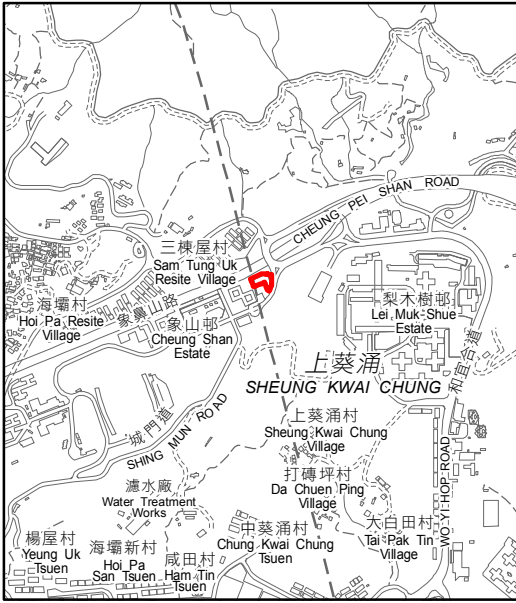 CHEUNG PEI SHAN ROAD
三棟屋村
Sam Tung Uk
Resite Village
海壩村
Hoi Pa Resite
Village
象鼻山路
象山邨
Cheung Shan
Estate
梨木樹邨
Lei Muk Shue
Estate
上葵涌
SHEUNG KWAI CHUNG
和宜合道
WO YI HOP ROAD
城門道
SHING MUN ROAD
上葵涌村
Sheung Kwai Chung
Village
打磚坪村
Da Chuen Ping
Village
濾水廠
Water Treatment
Works
大白田村
Tai Pak Tin
Village
中葵涌村
Chung Kwai Chung
Tsuen
楊屋村
Yeung Uk
Tsuen
海壩新村
Hoi Pa
San Tsuen
咸田村
Ham Tin
Tsuen